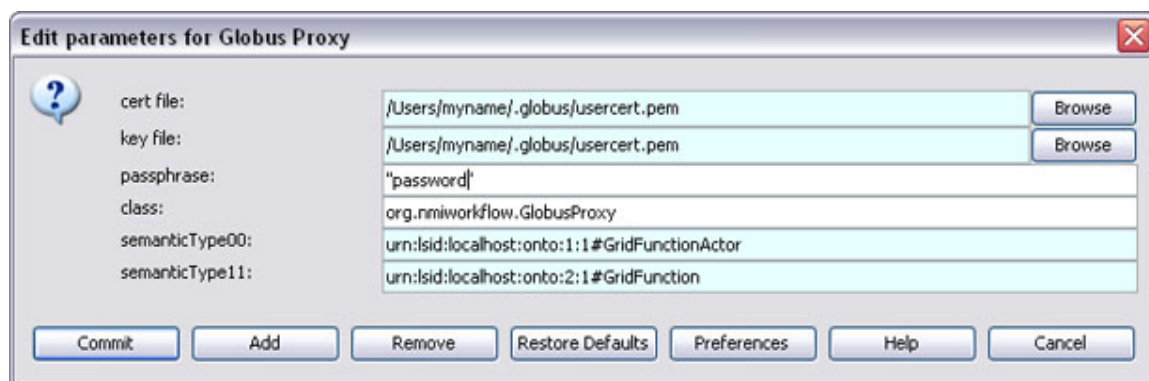 Edit parameters for Globus Proxy
cert file: /Users/myname/.globus/usercert.pem Browse
key file: /Users/myname/.globus/usercert.pem Browse
passphrase: "password"
class: org.nmiworkflow.GlobusProxy
semanticType00: urn:lsid:localhost:onto:1:1#GridFunctionActor
semanticType11: urn:lsid:localhost:onto:2:1#GridFunction
Commit Add Remove Restore Defaults Preferences Help Cancel